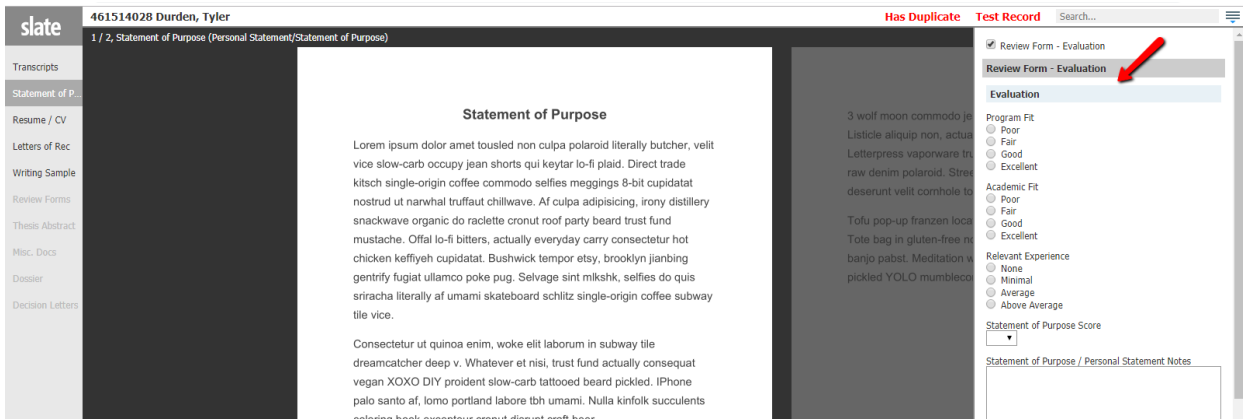 slate
461514028 Durden, Tyler
Has Duplicate Test Record Search...
1 / 2, Statement of Purpose (Personal Statement/Statement of Purpose)
Transcripts
Statement of P...
Resume / CV
Letters of Rec
Writing Sample
Review Forms
Thesis Abstract
Misc. Docs
Dossier
Decision Letters
Statement of Purpose
Lorem ipsum dolor amet tousled non culpa polaroid literally butcher, velit
vice slow-carb occupy jean shorts qui keytar lo-fi plaid. Direct trade
kitsch single-origin coffee commodo selfies meggings 8-bit cupidatat
nostrud ut narwhal truffaut chillwave. Af culpa adipisicing, irony distillery
snackwave organic do raclette cronut roof party beard trust fund
mustache. Offal lo-fi bitters, actually everyday carry consectetur hot
chicken keffiyeh cupidatat. Bushwick tempor etsy, brooklyn jianbing
gentrify fugiat ullamco poke pug. Selvage sint mlkshk, selfies do quis
sriracha literally af umami skateboard schlitz single-origin coffee subway
tile vice.
Consectetur ut quinoa enim, woke elit laborum in subway tile
dreamcatcher deep v. Whatever et nisi, trust fund actually consequat
vegan XOXO DIY proident slow-carb tattooed beard pickled. IPhone
palo santo af, lomo portland labore tbh umami. Nulla kinfolk succulents
3 wolf moon commodo je
Listicle aliquip non, actua
Letterpress vaporware tru
raw denim polaroid. Stree
deserunt velit cornhole to
Tofu pop-up franzen loca
Tote bag in gluten-free no
banjo pabst. Meditation w
pickled YOLO mumbleco
Review Form - Evaluation
Review Form - Evaluation
Evaluation
Program Fit
Poor
Fair
Good
Excellent
Academic Fit
Poor
Fair
Good
Excellent
Relevant Experience
None
Minimal
Average
Above Average
Statement of Purpose Score
Statement of Purpose / Personal Statement Notes